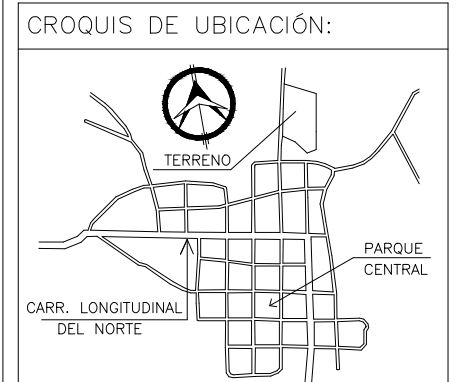 CROQUIS DE UBICACIÓN:
TERRENO
PARQUE
CENTRAL
CARR. LONGITUDINAL
DEL NORTE